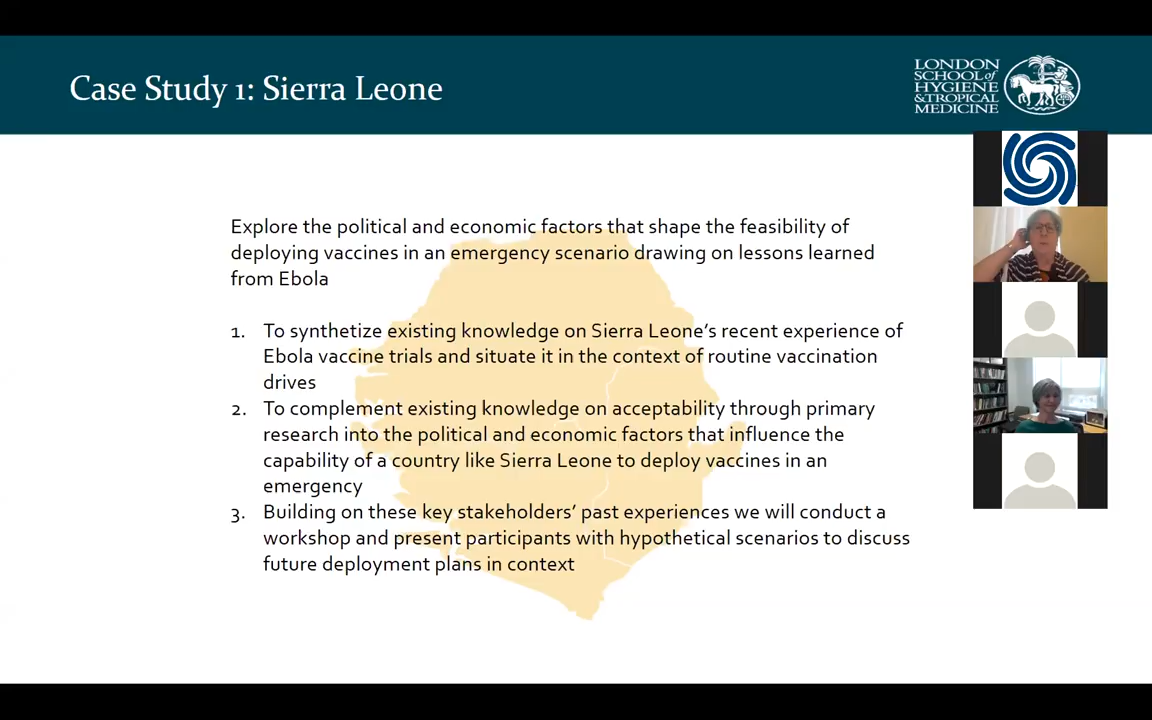 Case Study 1: Sierra Leone
LONDON
SCHOOL of
HYGIENE
& TROPICAL
MEDICINE
Explore the political and economic factors that shape the feasibility of
deploying vaccines in an emergency scenario drawing on lessons learned
from Ebola
1. To synthetize existing knowledge on Sierra Leone's recent experience of
Ebola vaccine trials and situate it in the context of routine vaccination
drives
2. To complement existing knowledge on acceptability through primary
research into the political and economic factors that influence the
capability of a country like Sierra Leone to deploy vaccines in an
emergency
3. Building on these key stakeholders' past experiences we will conduct a
workshop and present participants with hypothetical scenarios to discuss
future deployment plans in context